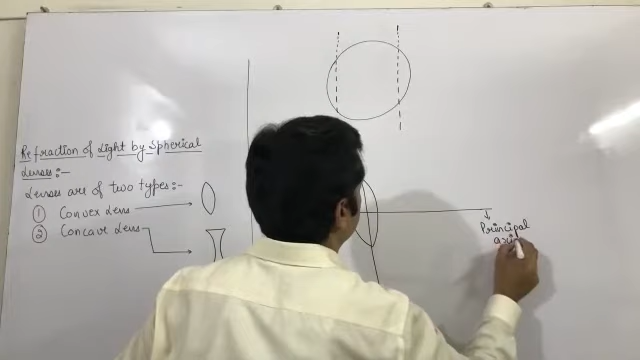 Refraction of Light by Spherical
Lenses :-
Lenses are of two types:-
① Convex Lens
② Concave Lens
Principal
axis